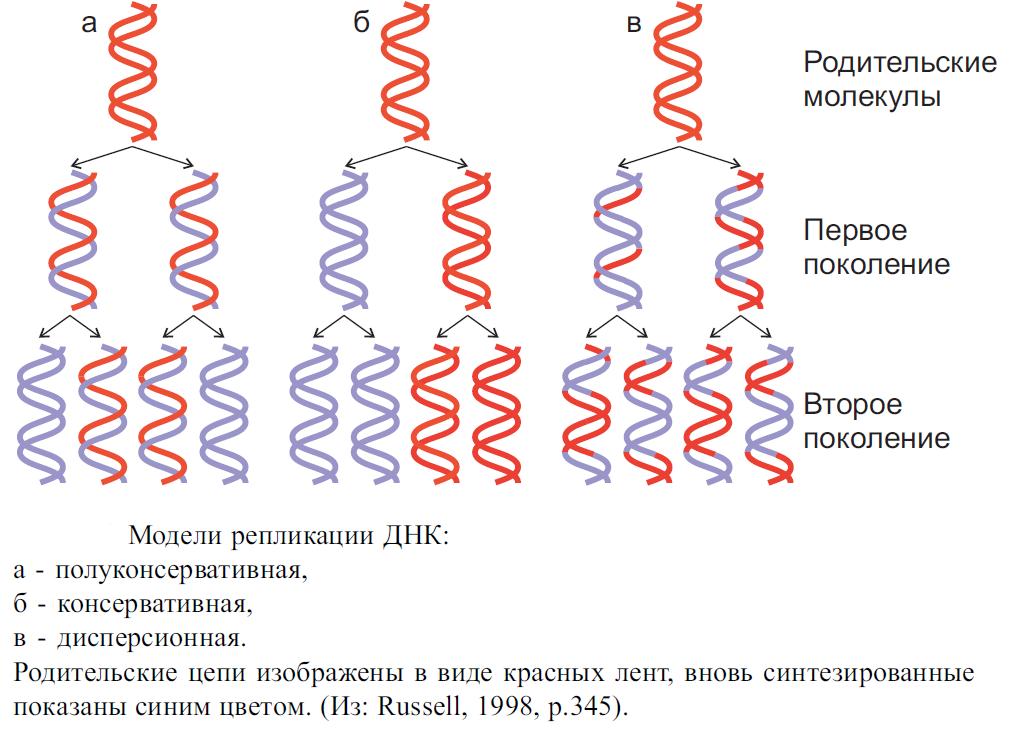 а
б
в
Родительские
молекулы
Первое
поколение
Второе
поколение
Модели репликации ДНК:
а - полуконсервативная,
б - консервативная,
в - дисперсионная.
Родительские цепи изображены в виде красных лент, вновь синтезированные
показаны синим цветом. (Из: Russell, 1998, p.345).